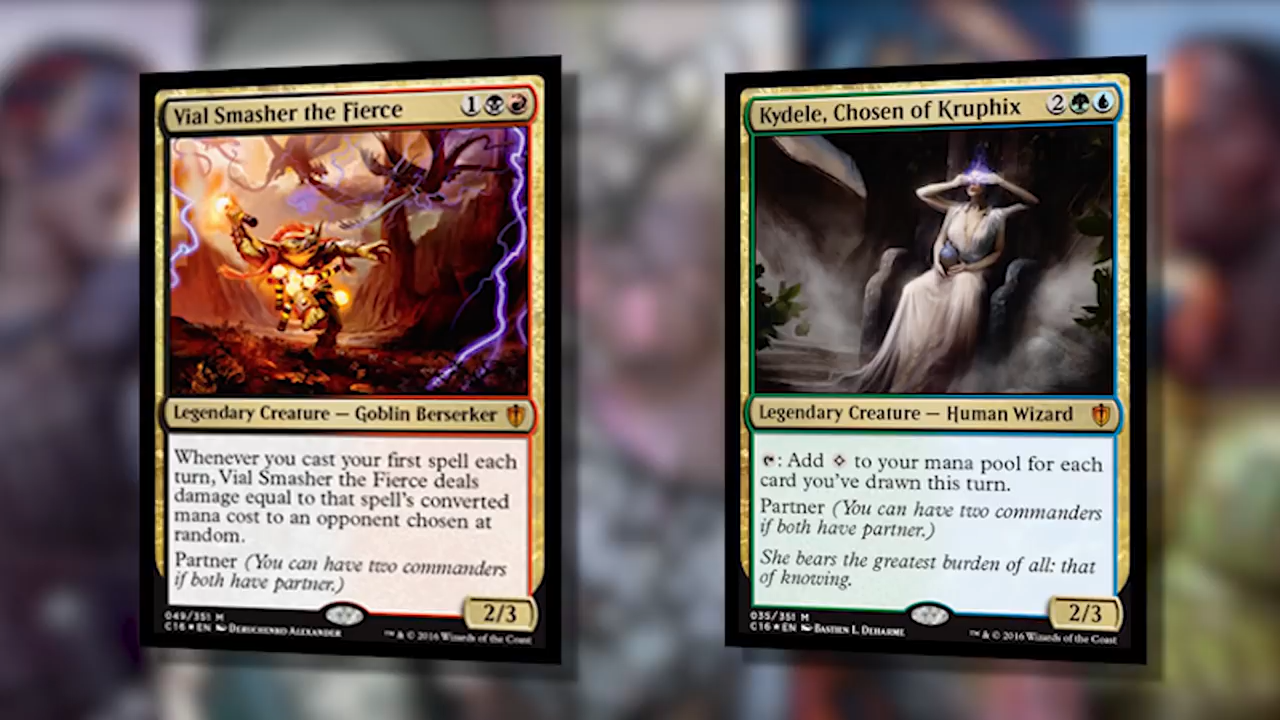 Vial Smasher the Fierce 1
Legendary Creature — Goblin Berserker
Whenever you cast your first spell each
turn, Vial Smasher the Fierce deals
damage equal to that spell's converted
mana cost to an opponent chosen at
random.
Partner (You can have two commanders
if both have partner.)
2/3
049/351 M
C16 ★ EN Deruchenko Alexander
™ & © 2016 Wizards of the Coast
Kydele, Chosen of Kruphix 2
Legendary Creature — Human Wizard
: Add to your mana pool for each
card you've drawn this turn.
Partner (You can have two commanders
if both have partner.)
She bears the greatest burden of all: that
of knowing.
2/3
035/351 M
C16 ★ EN Bastien L. Deharme
™ & © 2016 Wizards of the Coast